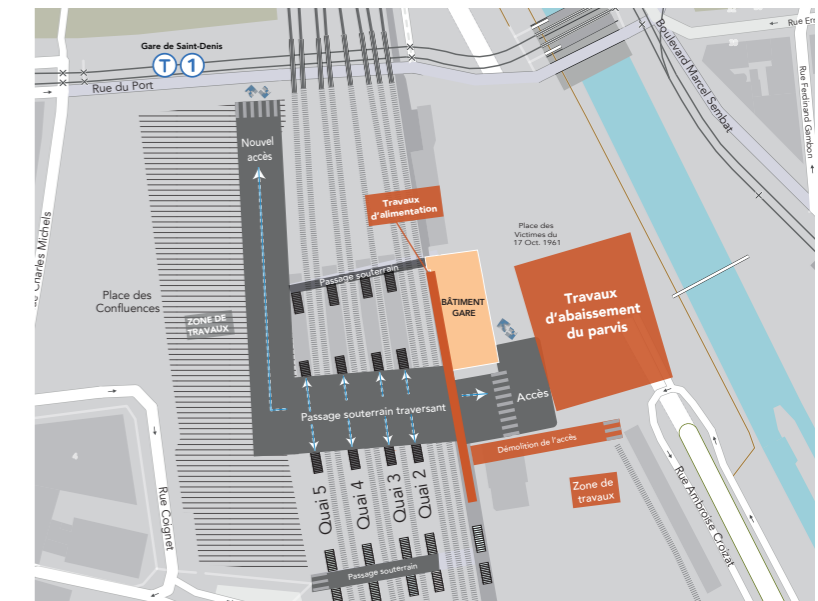 Gare de Saint-Denis
T 1
Rue du Port
Boulevard Marcel Sembat
Rue Ferdinand Gambon
Nouvel
accès
Charles Michels
Travaux
d'alimentation
Place des
Victimes du
17 Oct. 1961
Passage souterrain
Place des
Confluences
ZONE DE
TRAVAUX
BÂTIMENT
GARE
Travaux
d'abaissement
du parvis
Passage souterrain traversant
Accès
Démolition de l'accès
Quai 5
Quai 4
Quai 3
Quai 2
Zone de
travaux
Rue Coignet
Rue Ambroise Croizat
Passage souterrain